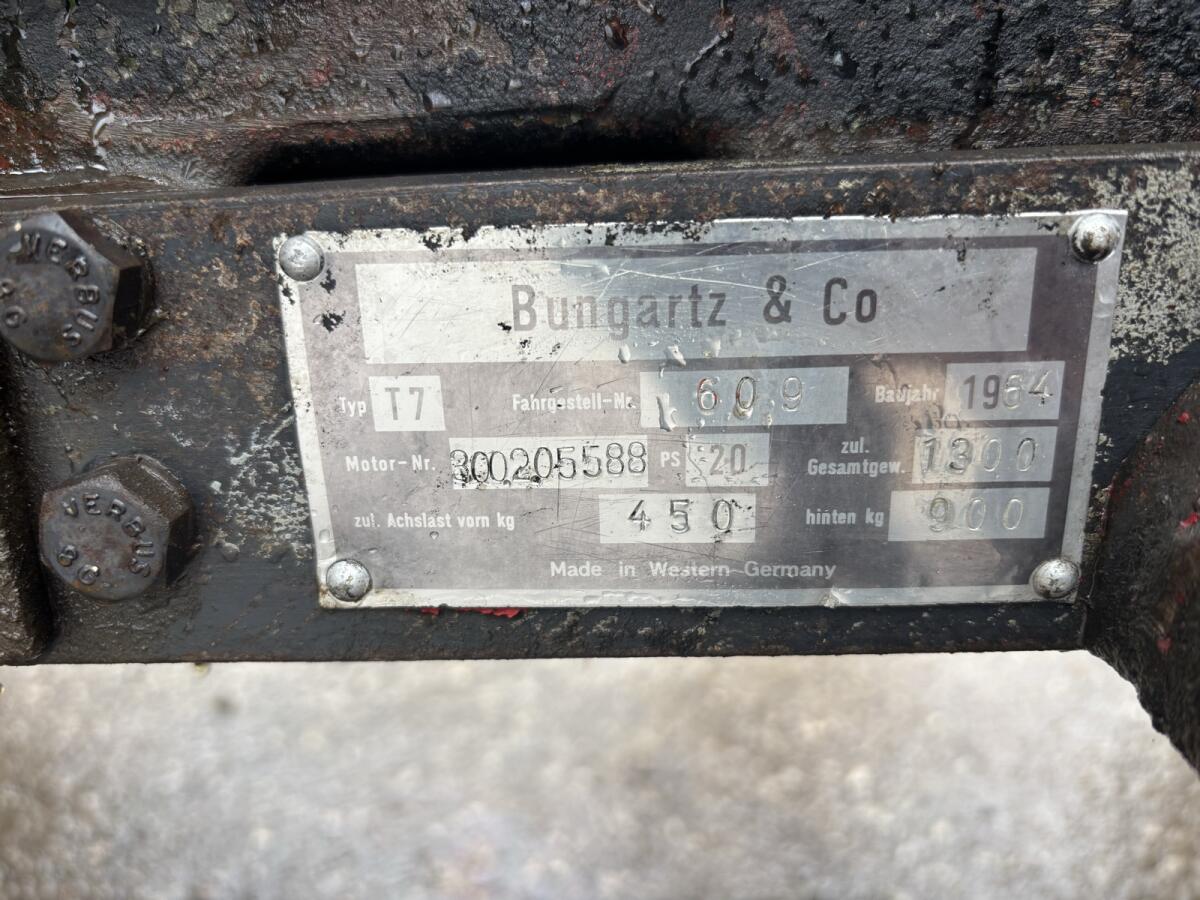 Bungartz & Co
Typ T7 Fahrgestell-Nr. 609 Baujahr 1964
Motor-Nr. 300205588 PS 20 zul. Gesamtgew. 1300
zul. Achslast vorn kg 450 hinten kg 900
Made in Western Germany
VERBUS
8G
VERBUS
8G